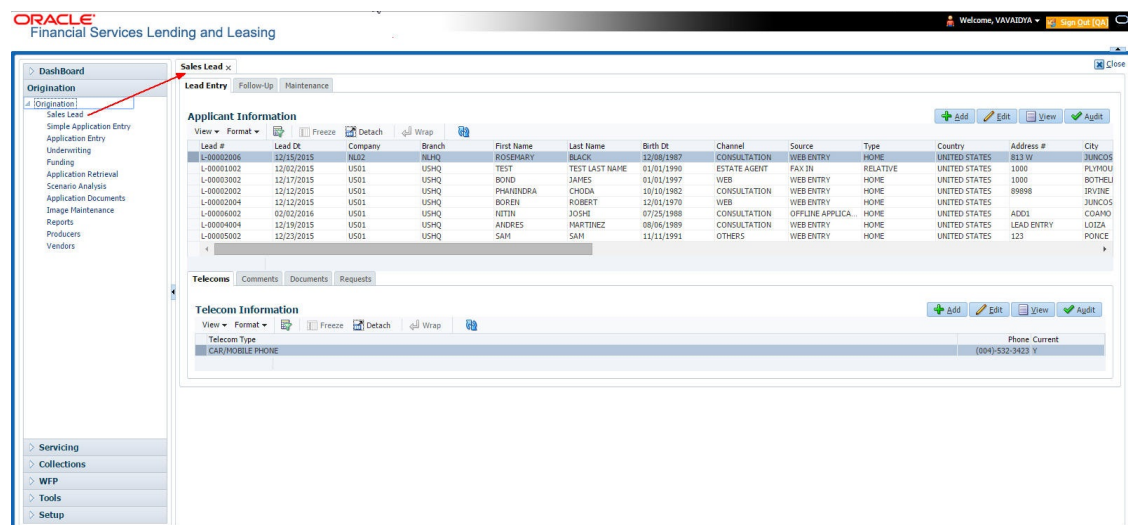 ORACLE
Financial Services Lending and Leasing
Welcome, VAVAIDYA
Sign Out [QA]
DashBoard
Origination
Origination
Sales Lead
Simple Application Entry
Application Entry
Underwriting
Funding
Application Retrieval
Scenario Analysis
Application Documents
Image Maintenance
Reports
Producers
Vendors
Servicing
Collections
WFP
Tools
Setup
Sales Lead x
Close
Lead Entry Follow-Up Maintenance
Applicant Information
Add Edit View Audit
View Format Freeze Detach Wrap
Lead # Lead Dt Company Branch First Name Last Name Birth Dt Channel Source Type Country Address # City
L-00002006 12/15/2015 NL02 NLHQ ROSEMARY BLACK 12/08/1987 CONSULTATION WEB ENTRY HOME UNITED STATES 813 W JUNCOS
L-00001002 12/02/2015 US01 USHQ TEST TEST LAST NAME 01/01/1990 ESTATE AGENT FAX IN RELATIVE UNITED STATES 1000 PLYMOU
L-00003002 12/17/2015 US01 USHQ BOND JAMES 01/01/1997 WEB WEB ENTRY HOME UNITED STATES 1000 BOTHEL
L-00002002 12/12/2015 US01 USHQ PHANINDRA CHODA 10/10/1982 CONSULTATION WEB ENTRY HOME UNITED STATES 89898 IRVINE
L-00002004 12/12/2015 US01 USHQ BOREN ROBERT 12/01/1970 WEB WEB ENTRY HOME UNITED STATES JUNCOS
L-00006002 02/02/2016 US01 USHQ NITIN JOSHI 07/25/1988 CONSULTATION OFFLINE APPLICA... HOME UNITED STATES ADD1 COAMO
L-00004004 12/19/2015 US01 USHQ ANDRES MARTINEZ 08/06/1989 CONSULTATION WEB ENTRY HOME UNITED STATES LEAD ENTRY LOIZA
L-00005002 12/23/2015 US01 USHQ SAM SAM 11/11/1991 OTHERS WEB ENTRY HOME UNITED STATES 123 PONCE
Telecoms Comments Documents Requests
Telecom Information
Add Edit View Audit
View Format Freeze Detach Wrap
Telecom Type Phone Current
CAR/MOBILE PHONE (004)-532-3423 Y